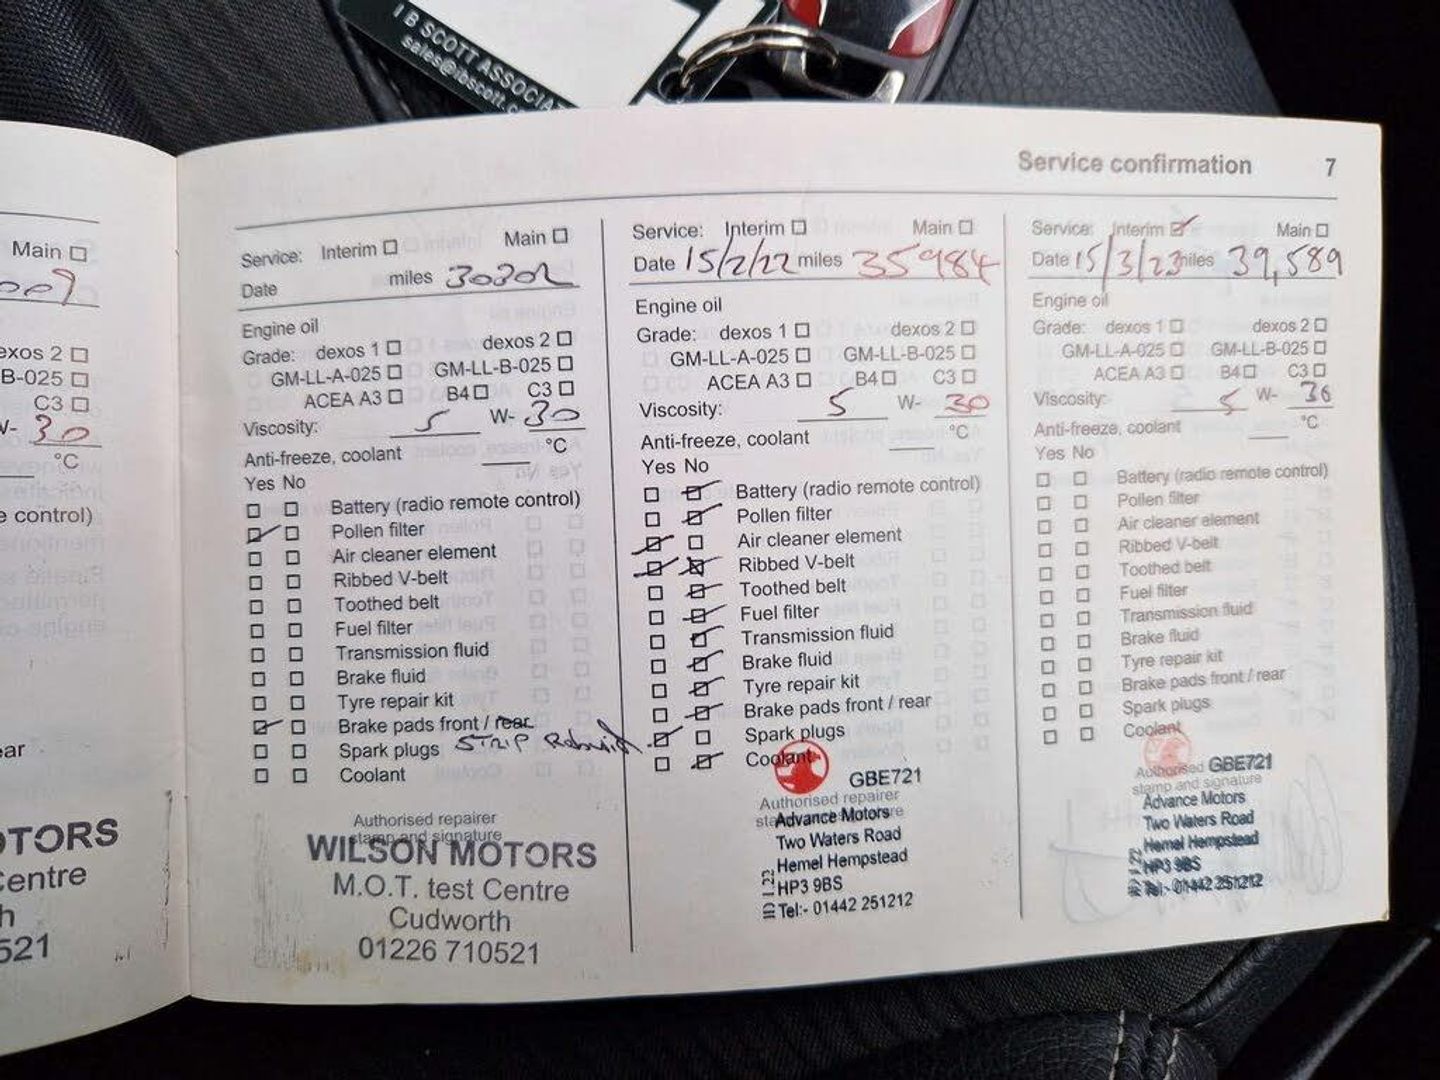 I B SCOTT ASSOCIA
sales@ibscott.c
Service confirmation 7
Main
009
exos 2
B-025
C3
W- 30
°C
e control)
ear
OTORS
Centre
h
521
Service: Interim Main
Date miles 30302
Engine oil
Grade: dexos 1 dexos 2
GM-LL-A-025 GM-LL-B-025
ACEA A3 B4 C3
Viscosity: 5 W- 30
Anti-freeze, coolant °C
Yes No
Battery (radio remote control)
Pollen filter
Air cleaner element
Ribbed V-belt
Toothed belt
Fuel filter
Transmission fluid
Brake fluid
Tyre repair kit
Brake pads front / rear
Spark plugs STRIP Rebuild
Coolant
Authorised repairer
stamp and signature
WILSON MOTORS
M.O.T. test Centre
Cudworth
01226 710521
Service: Interim Main
Date 15/2/22 miles 35984
Engine oil
Grade: dexos 1 dexos 2
GM-LL-A-025 GM-LL-B-025
ACEA A3 B4 C3
Viscosity: 5 W- 30
Anti-freeze, coolant °C
Yes No
Battery (radio remote control)
Pollen filter
Air cleaner element
Ribbed V-belt
Toothed belt
Fuel filter
Transmission fluid
Brake fluid
Tyre repair kit
Brake pads front / rear
Spark plugs
Coolant
GBE721
Authorised repairer
Advance Motors
Two Waters Road
Hemel Hempstead
HP3 9BS
Tel:- 01442 251212
Service: Interim Main
Date 15/3/23 miles 39,589
Engine oil
Grade: dexos 1 dexos 2
GM-LL-A-025 GM-LL-B-025
ACEA A3 B4 C3
Viscosity: 5 W- 30
Anti-freeze, coolant °C
Yes No
Battery (radio remote control)
Pollen filter
Air cleaner element
Ribbed V-belt
Toothed belt
Fuel filter
Transmission fluid
Brake fluid
Tyre repair kit
Brake pads front / rear
Spark plugs
Coolant
Authorised GBE721
stamp and signature
Advance Motors
Two Waters Road
Hemel Hempstead
HP3 9BS
Tel:- 01442 251212